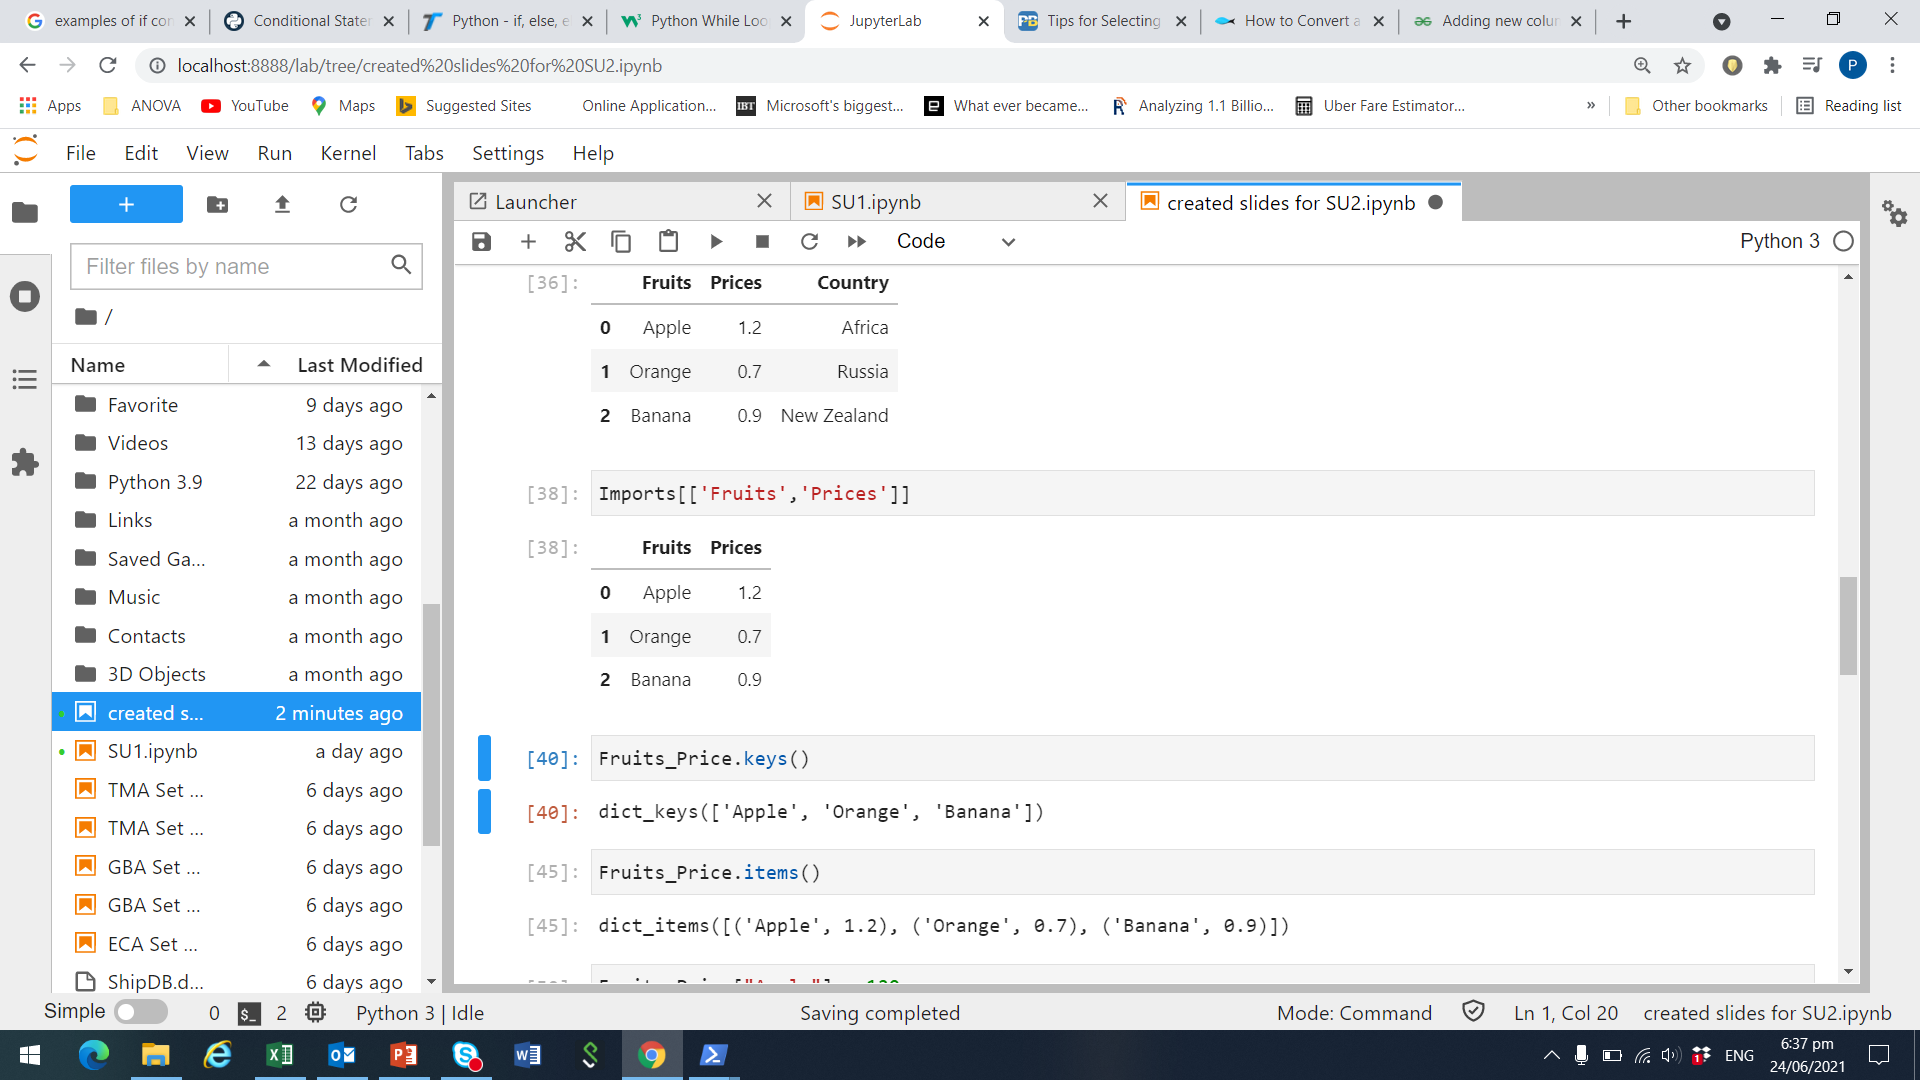 examples of if con
Conditional Stater
Python - if, else, e
Python While Loo
JupyterLab
Tips for Selecting
How to Convert a
Adding new colur
localhost:8888/lab/tree/created%20slides%20for%20SU2.ipynb
P
Apps
ANOVA
YouTube
Maps
Suggested Sites
Online Application...
IBT
Microsoft's biggest...
What ever became...
Analyzing 1.1 Billio...
Uber Fare Estimator...
»
Other bookmarks
Reading list
File
Edit
View
Run
Kernel
Tabs
Settings
Help
Launcher
SU1.ipynb
created slides for SU2.ipynb
Code
Python 3
Filter files by name
/
Name
Last Modified
Favorite 9 days ago
Videos 13 days ago
Python 3.9 22 days ago
Links a month ago
Saved Ga... a month ago
Music a month ago
Contacts a month ago
3D Objects a month ago
created s... 2 minutes ago
SU1.ipynb a day ago
TMA Set ... 6 days ago
TMA Set ... 6 days ago
GBA Set ... 6 days ago
GBA Set ... 6 days ago
ECA Set ... 6 days ago
ShipDB.d... 6 days ago
[36]: Fruits Prices Country
0 Apple 1.2 Africa
1 Orange 0.7 Russia
2 Banana 0.9 New Zealand
[38]: Imports[['Fruits','Prices']]
[38]: Fruits Prices
0 Apple 1.2
1 Orange 0.7
2 Banana 0.9
[40]: Fruits_Price.keys()
[40]: dict_keys(['Apple', 'Orange', 'Banana'])
[45]: Fruits_Price.items()
[45]: dict_items([('Apple', 1.2), ('Orange', 0.7), ('Banana', 0.9)])
Simple
0
2
Python 3 | Idle
Saving completed
Mode: Command
Ln 1, Col 20
created slides for SU2.ipynb
ENG
6:37 pm
24/06/2021